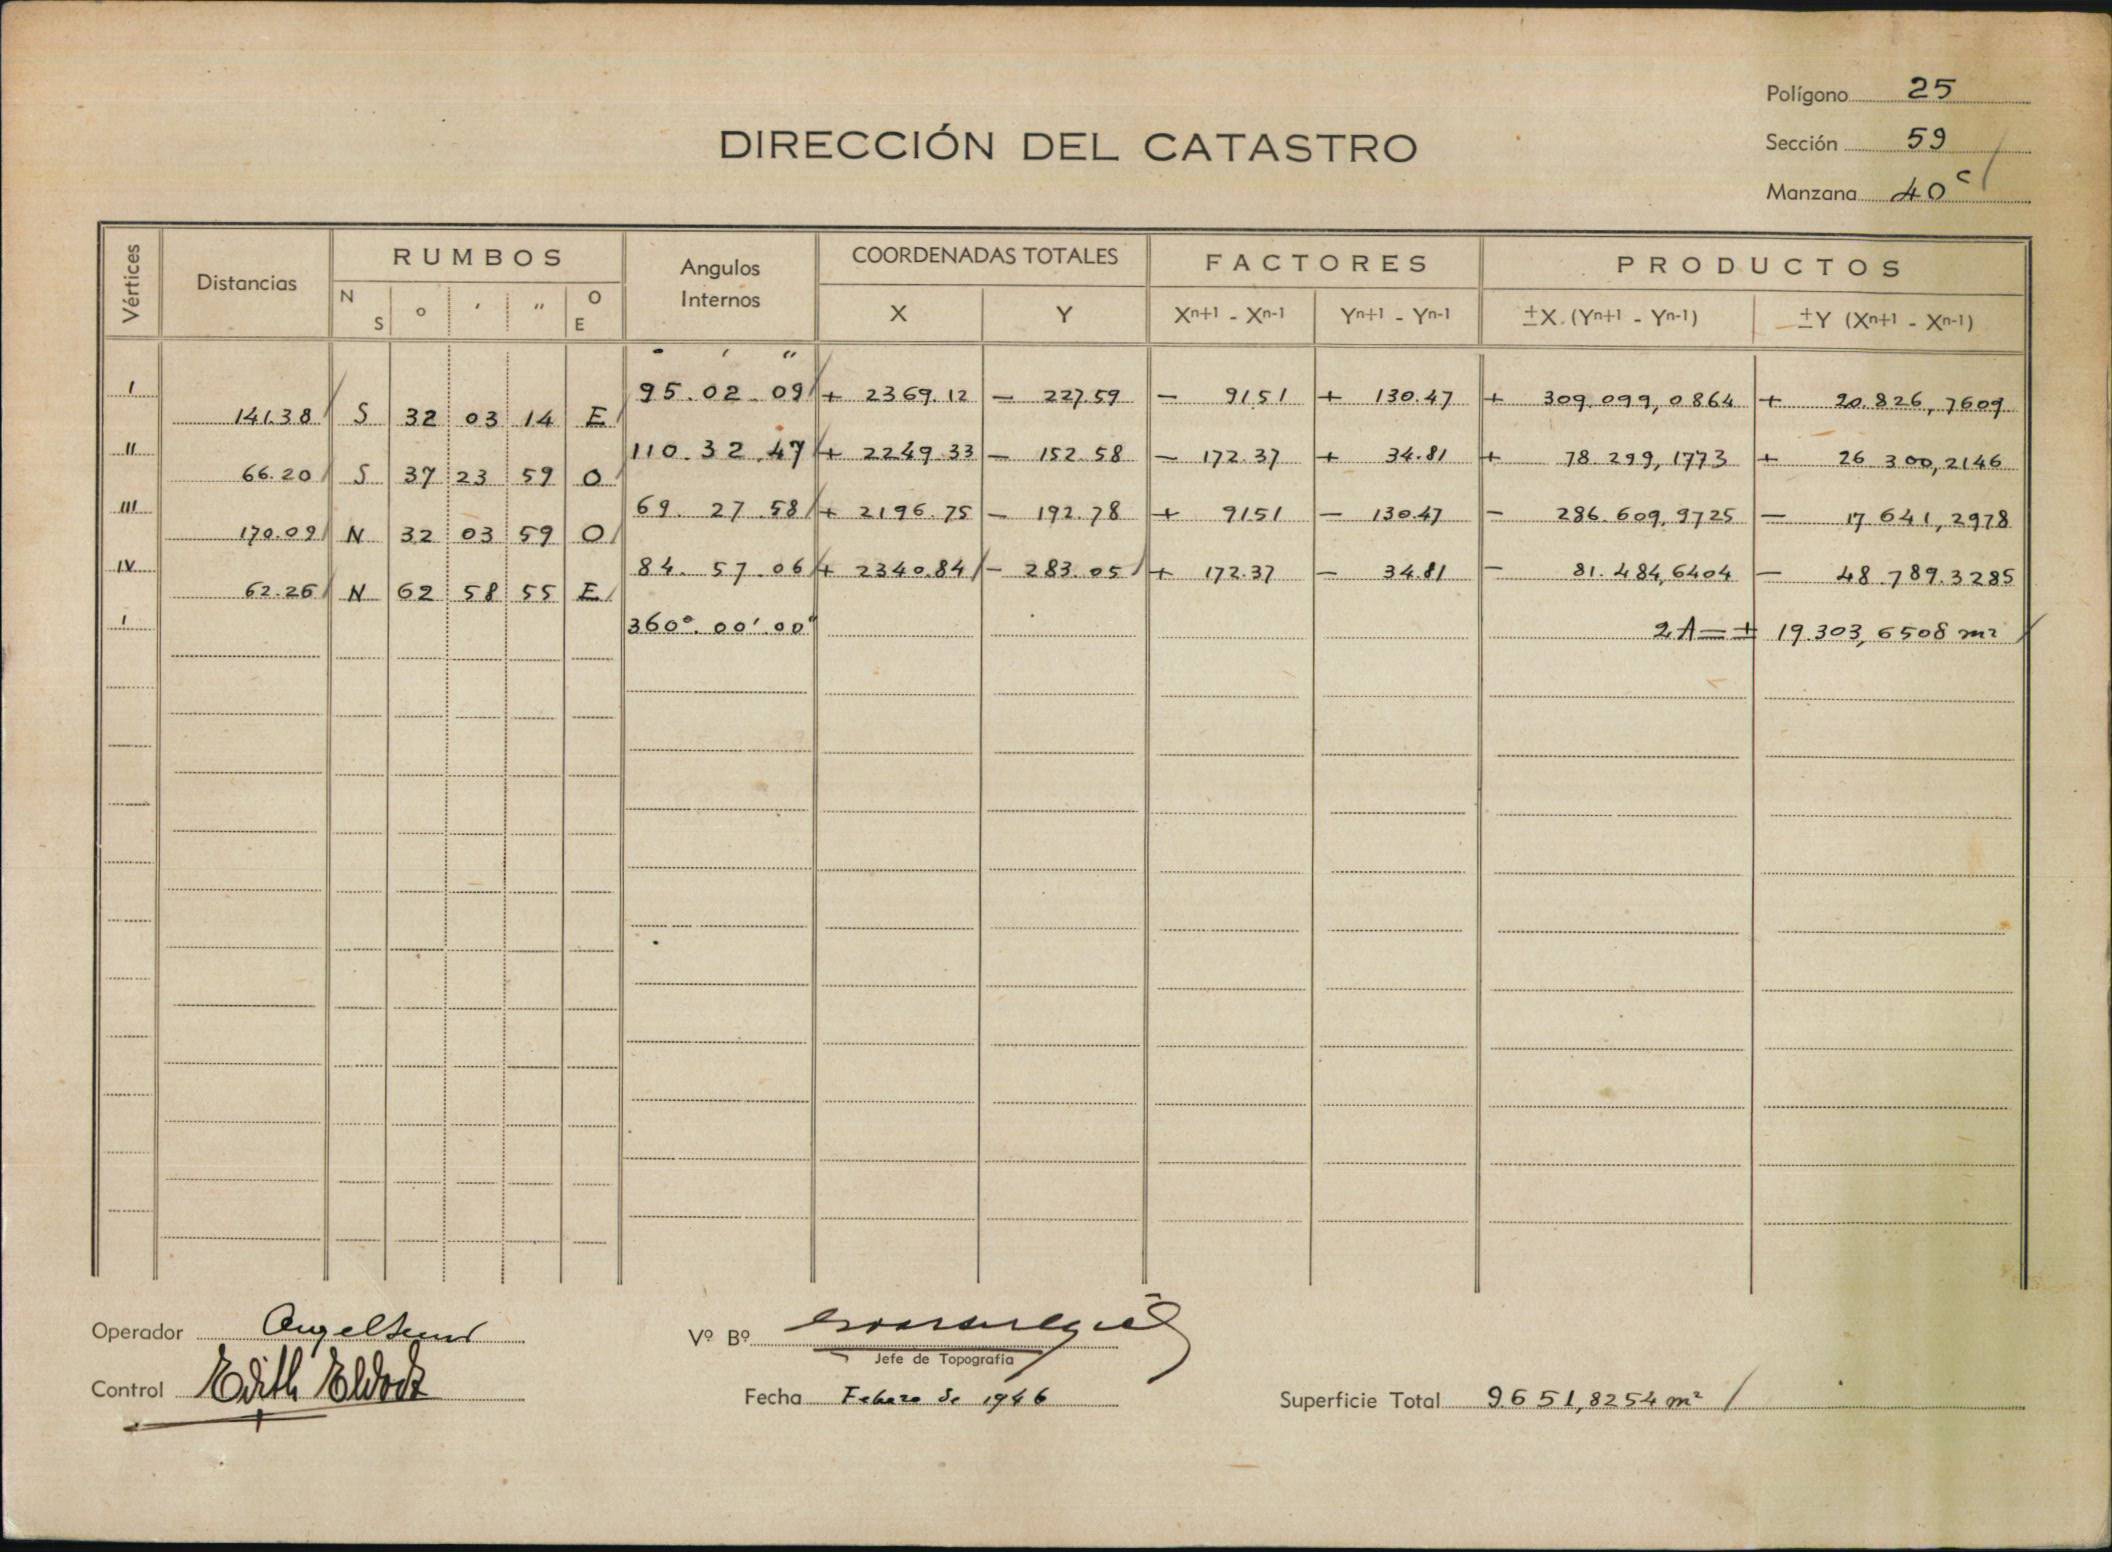 Polígono 25
DIRECCIÓN DEL CATASTRO
Sección 59
Manzana 40 c
Vértices Distancias RUMBOS Angulos Internos COORDENADAS TOTALES FACTORES PRODUCTOS
N S ° ' " O E X Y Xn+1 - Xn-1 Yn+1 - Yn-1 ±X (Yn+1 - Yn-1) ±Y (Xn+1 - Xn-1)
° ' "
I 95.02.09 + 2369.12 − 227.59 − 91.51 + 130.47 + 309.099,0864 + 20.826,7609
141.38 S 32 03 14 E
II 110.32.47 + 2249.33 − 152.58 − 172.37 + 34.81 + 78 299,1773 + 26 300,2146
66.20 S 37 23 59 O
III 69.27.58 + 2196.75 − 192.78 + 91.51 − 130.47 − 286.609,9725 − 17 641,2978
170.09 N 32 03 59 O
IV 84.57.06 + 2340.84 − 283.05 + 172.37 − 34.81 − 81.484,6404 − 48.789.3285
62.26 N 62 58 55 E
I 360°.00'.00" 2A = ± 19.303,6508 m²
Operador
Vº Bº
Jefe de Topografía
Control Edith
Fecha Febrero de 1946
Superficie Total 9.651,8254 m²